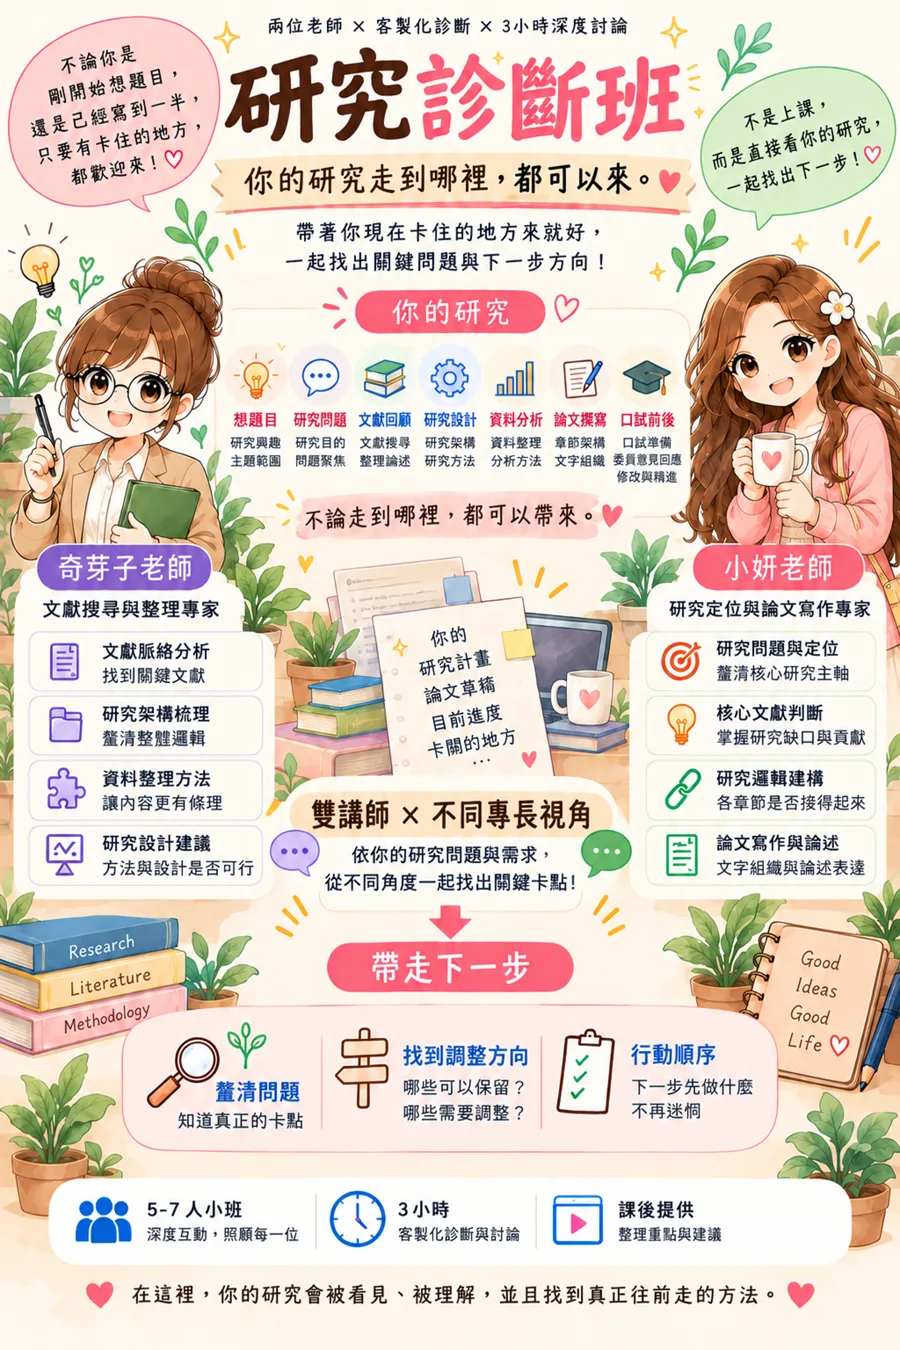 兩位老師 × 客製化診斷 × 3小時深度討論
研究診斷班
不論你是
剛開始想題目，
還是已經寫到一半，
只要有卡住的地方，
都歡迎來！
不是上課，
而是直接看你的研究，
一起找出下一步！
你的研究走到哪裡，都可以來。
帶著你現在卡住的地方來就好，
一起找出關鍵問題與下一步方向！
你的研究
想題目
研究興趣
主題範圍
研究問題
研究目的
問題聚焦
文獻回顧
文獻搜尋
整理論述
研究設計
研究架構
研究方法
資料分析
資料整理
分析方法
論文撰寫
章節架構
文字組織
口試前後
口試準備
委員意見回應
修改與精進
不論走到哪裡，都可以帶來。
奇芽子老師
文獻搜尋與整理專家
文獻脈絡分析
找到關鍵文獻
研究架構梳理
釐清整體邏輯
資料整理方法
讓內容更有條理
研究設計建議
方法與設計是否可行
你的
研究計畫
論文草稿
目前進度
卡關的地方
...
小妍老師
研究定位與論文寫作專家
研究問題與定位
釐清核心研究主軸
核心文獻判斷
掌握研究缺口與貢獻
研究邏輯建構
各章節是否接得起來
論文寫作與論述
文字組織與論述表達
雙講師 × 不同專長視角
依你的研究問題與需求，
從不同角度一起找出關鍵卡點！
帶走下一步
Research
Literature
Methodology
Good
Ideas
Good
Life
釐清問題
知道真正的卡點
找到調整方向
哪些可以保留？
哪些需要調整？
行動順序
下一步先做什麼
不再迷惘
5-7 人小班
深度互動，照顧每一位
3 小時
客製化診斷與討論
課後提供
整理重點與建議
在這裡，你的研究會被看見、被理解，並且找到真正往前走的方法。